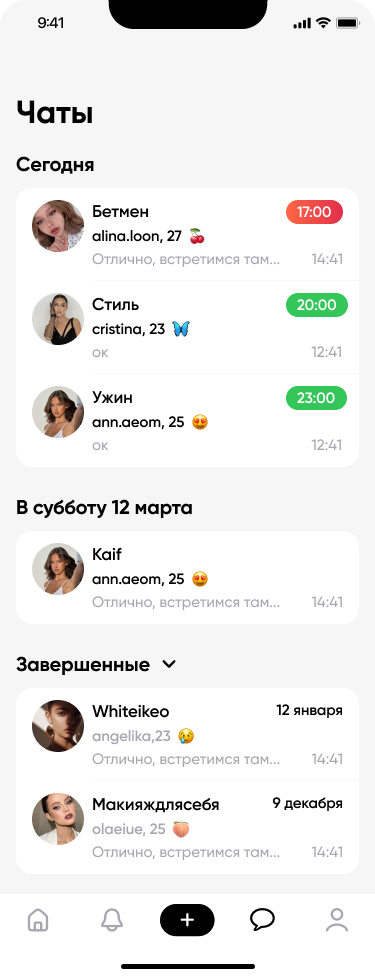 9:41
Чаты
Сегодня
Бетмен 17:00
alina.loon, 27 🍒
Отлично, встретимся там... 14:41
Стиль 20:00
cristina, 23 🦋
ок 12:41
Ужин 23:00
ann.aeom, 25 😍
ок 12:41
В субботу 12 марта
Kaif
ann.aeom, 25 😍
Отлично, встретимся там... 14:41
Завершенные
Whiteikeo 12 января
angelika,23 😢
Отлично, встретимся там... 14:41
Макияждлясебя 9 декабря
olaeiue, 25 🍑
Отлично, встретимся там... 14:41